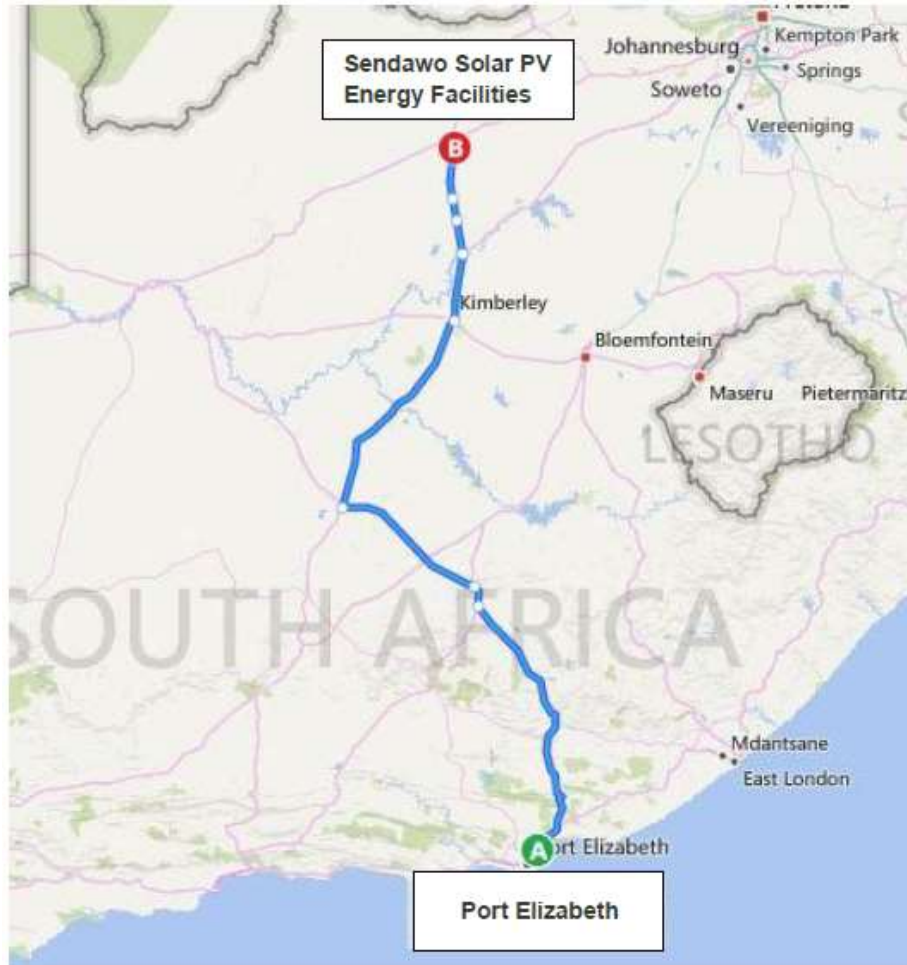 Sendawo Solar PV
Energy Facilities
Johannesburg
Kempton Park
Soweto
Springs
Vereeniging
B
Kimberley
Bloemfontein
Maseru
Pietermaritz
LESOTHO
SOUTH AFRICA
Mdantsane
East London
A
ort Elizabeth
Port Elizabeth